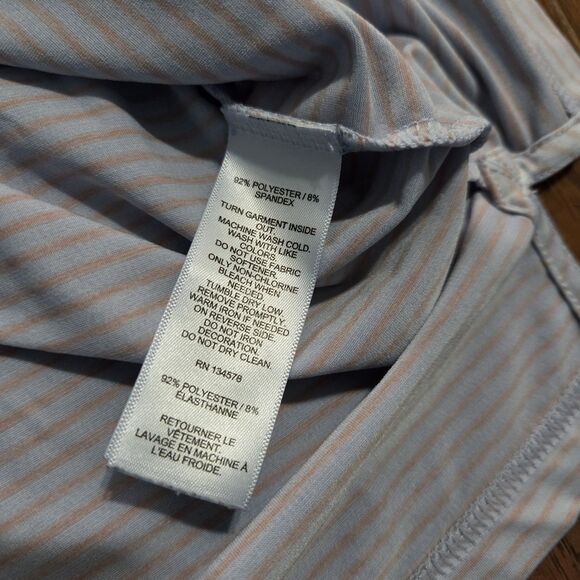 92% POLYESTER / 8%
SPANDEX
TURN GARMENT INSIDE
OUT.
MACHINE WASH COLD.
WASH WITH LIKE
COLORS.
DO NOT USE FABRIC
SOFTENER.
ONLY NON-CHLORINE
BLEACH WHEN
NEEDED.
TUMBLE DRY LOW.
REMOVE PROMPTLY.
WARM IRON IF NEEDED
ON REVERSE SIDE.
DO NOT IRON
DECORATION.
DO NOT DRY CLEAN.
RN 134578
92% POLYESTER / 8%
ÉLASTHANNE
RETOURNER LE
VÊTEMENT.
LAVAGE EN MACHINE À
L'EAU FROIDE.